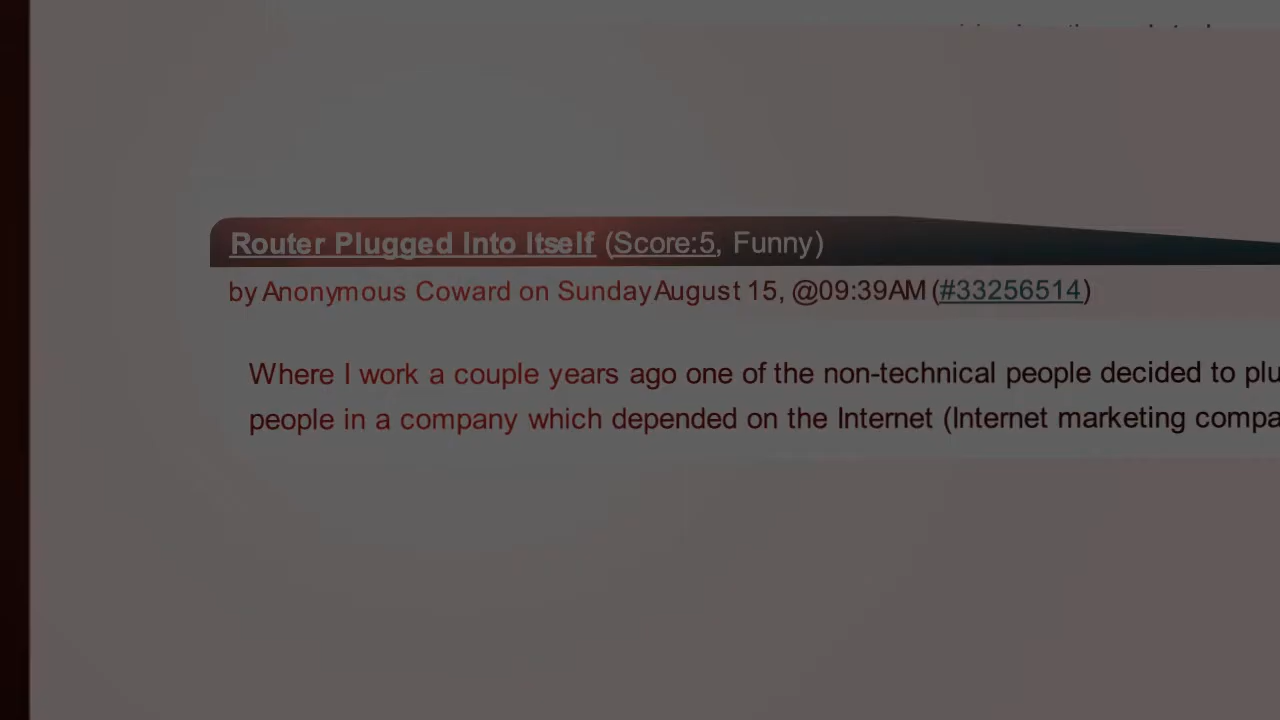 Router Plugged Into Itself (Score:5, Funny)
by Anonymous Coward on Sunday August 15, @09:39AM (#33256514)
Where I work a couple years ago one of the non-technical people decided to plu
people in a company which depended on the Internet (Internet marketing compa